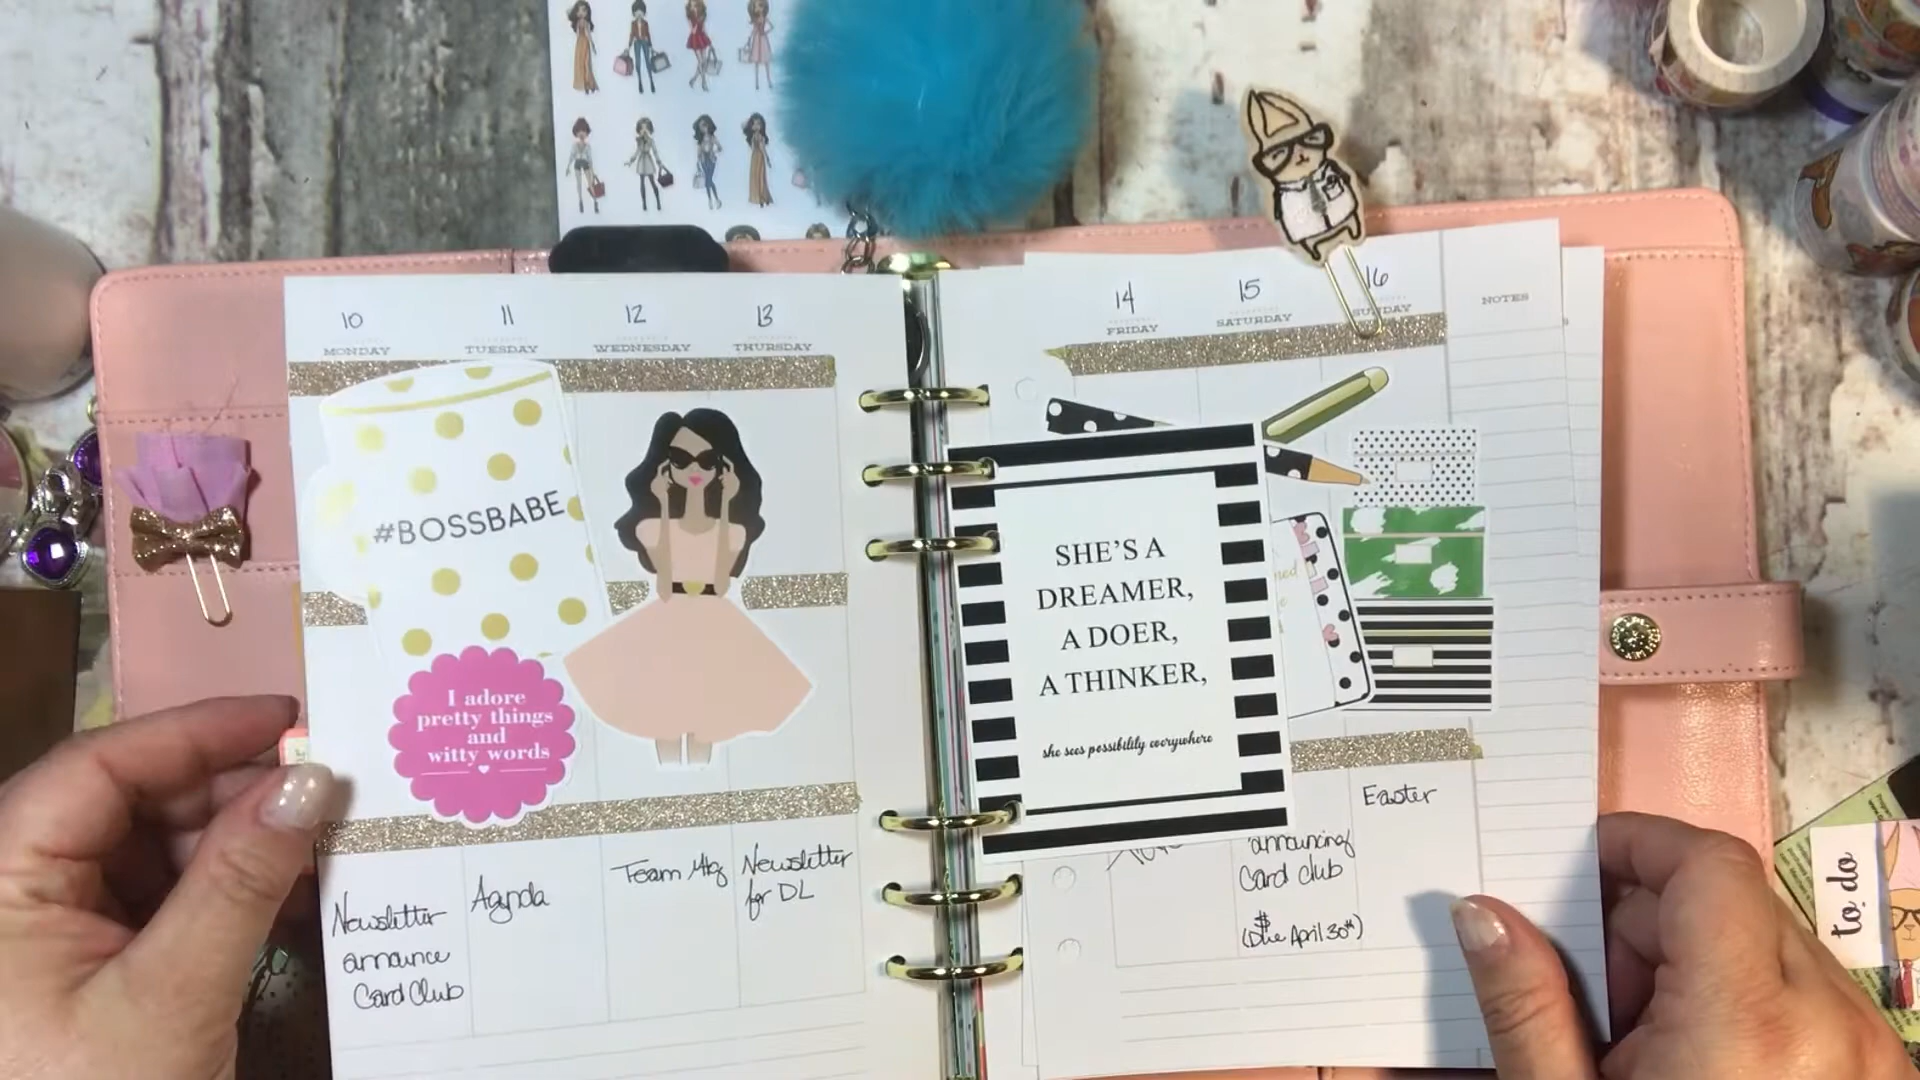 10
MONDAY
11
TUESDAY
12
WEDNESDAY
13
THURSDAY
#BOSSBABE
I adore
pretty things
and
witty words
Newsletter
announce
Card Club
Agenda
Team Mtg
Newsletter
for DL
14
FRIDAY
15
SATURDAY
16
SUNDAY
NOTES
SHE'S A
DREAMER,
A DOER,
A THINKER,
she sees possibility everywhere
announcing
Card club
$
(Due April 30th)
Easter
to do